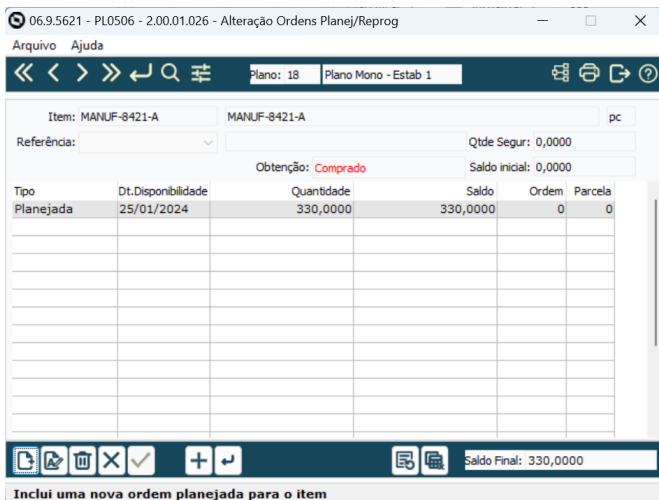 06.9.5621 - PL0506 - 2.00.01.026 - Alteração Ordens Planej/Reprog
Arquivo Ajuda
Plano: 18 Plano Mono - Estab 1
Item: MANUF-8421-A MANUF-8421-A pc
Referência: Qtde Segur: 0,0000
Obtenção: Comprado Saldo inicial: 0,0000
Tipo Dt.Disponibilidade Quantidade Saldo Ordem Parcela
Planejada 25/01/2024 330,0000 330,0000 0 0
Saldo Final: 330,0000
Inclui uma nova ordem planejada para o item